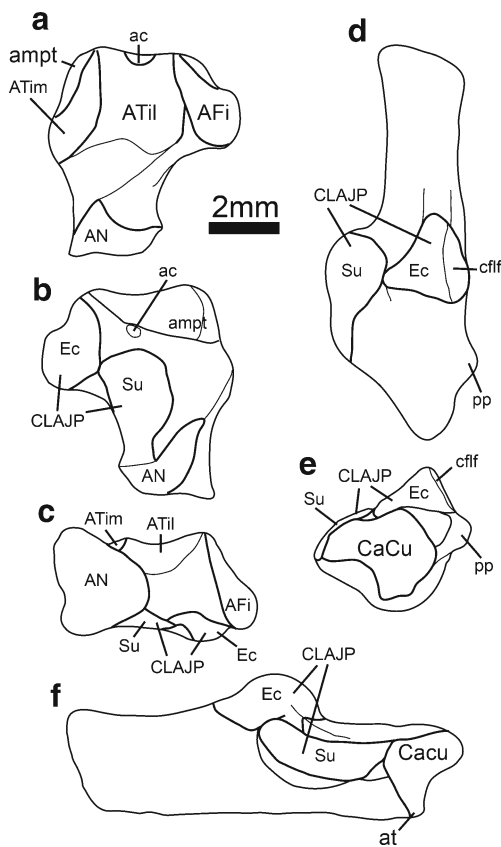 a
ac
ampt
ATim
ATil
AFi
AN
2mm
b
ac
ampt
Ec
Su
CLAJP
AN
c
ATim
ATil
AN
AFi
Su
CLAJP
Ec
d
CLAJP
Su
Ec
cflf
pp
e
CLAJP
cflf
Su
Ec
CaCu
pp
f
CLAJP
Ec
Su
Cacu
at